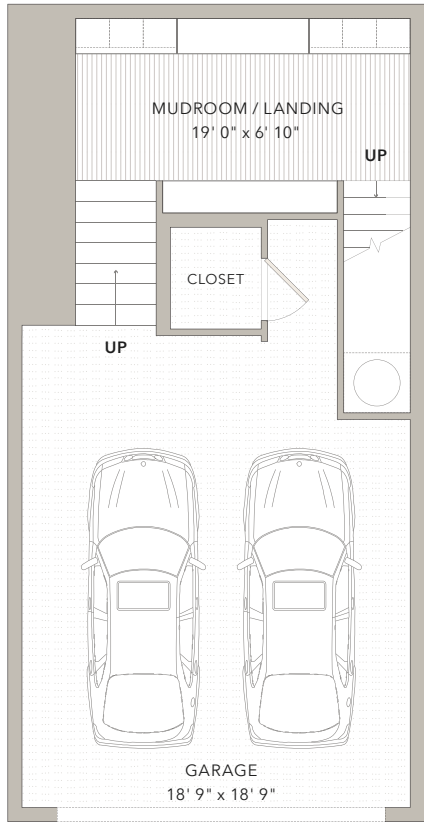 MUDROOM / LANDING
19' 0" x 6' 10"
UP
CLOSET
UP
GARAGE
18' 9" x 18' 9"